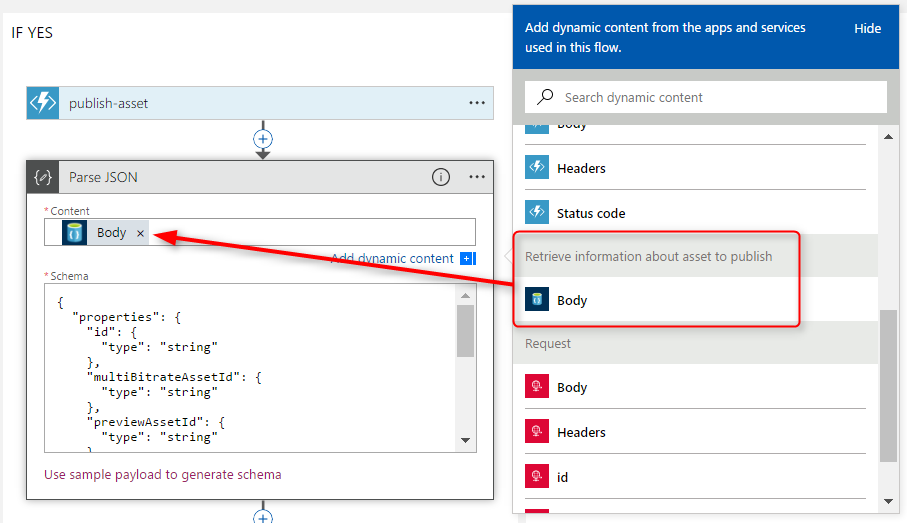 IF YES
publish-asset
Parse JSON
* Content
Body ×
Add dynamic content
* Schema
{
"properties": {
"id": {
"type": "string"
},
"multiBitrateAssetId": {
"type": "string"
},
"previewAssetId": {
"type": "string"
}
Use sample payload to generate schema
Add dynamic content from the apps and services
used in this flow.
Hide
Search dynamic content
Body
Headers
Status code
Retrieve information about asset to publish
Body
Request
Body
Headers
id